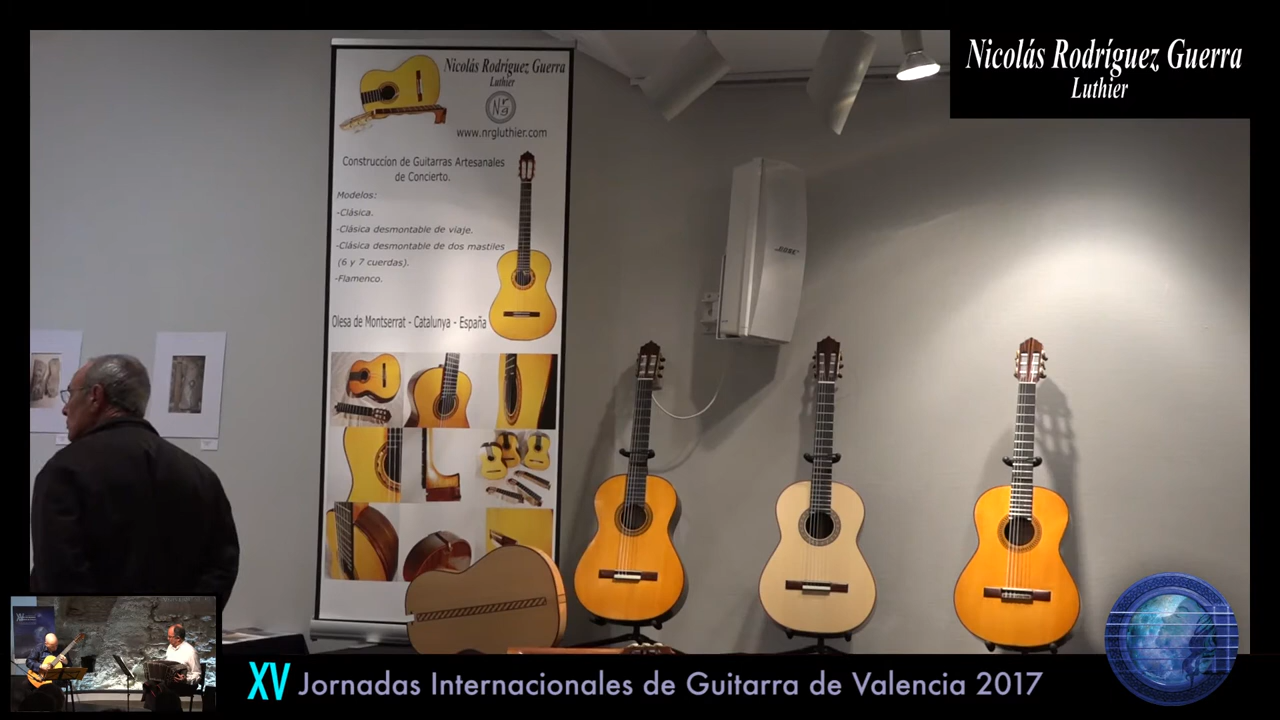 Nicolás Rodríguez Guerra
Luthier
Nicolás Rodríguez Guerra
Luthier
www.nrgluthier.com
Construccíon de Guitarras Artesanales
de Concierto.
Modelos:
-Clásica.
-Clásica desmontable de viaje.
-Clásica desmontable de dos mastiles
(6 y 7 cuerdas).
-Flamenco.
Olesa de Montserrat - Catalunya - España
BOSE
XV Jornadas Internacionales de Guitarra de Valencia 2017
XV